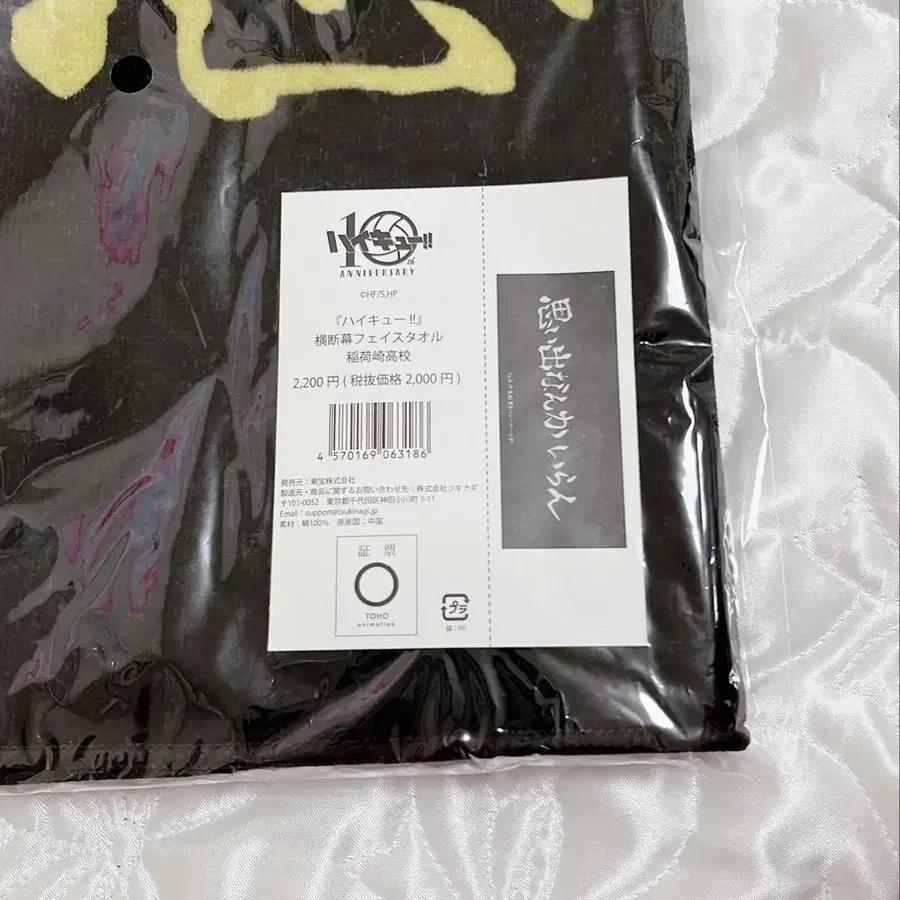 ハイキュー!!
10th
ANNIVERSARY
©HF/S,HP
『ハイキュー!!』
横断幕フェイスタオル
稲荷崎高校
2,200 円 ( 税抜価格 2,000 円 )
4 570169 063186
発売元：東宝株式会社
製造元・商品に関するお問い合わせ先：株式会社ツキナギ
〒101-0052 東京都千代田区神田小川町 3-11
Email：support@tsukinagi.jp
素材：綿100% 原産国：中国
証 票
TOHO
animation
プラ
袋：PP
思い出なんかいらん